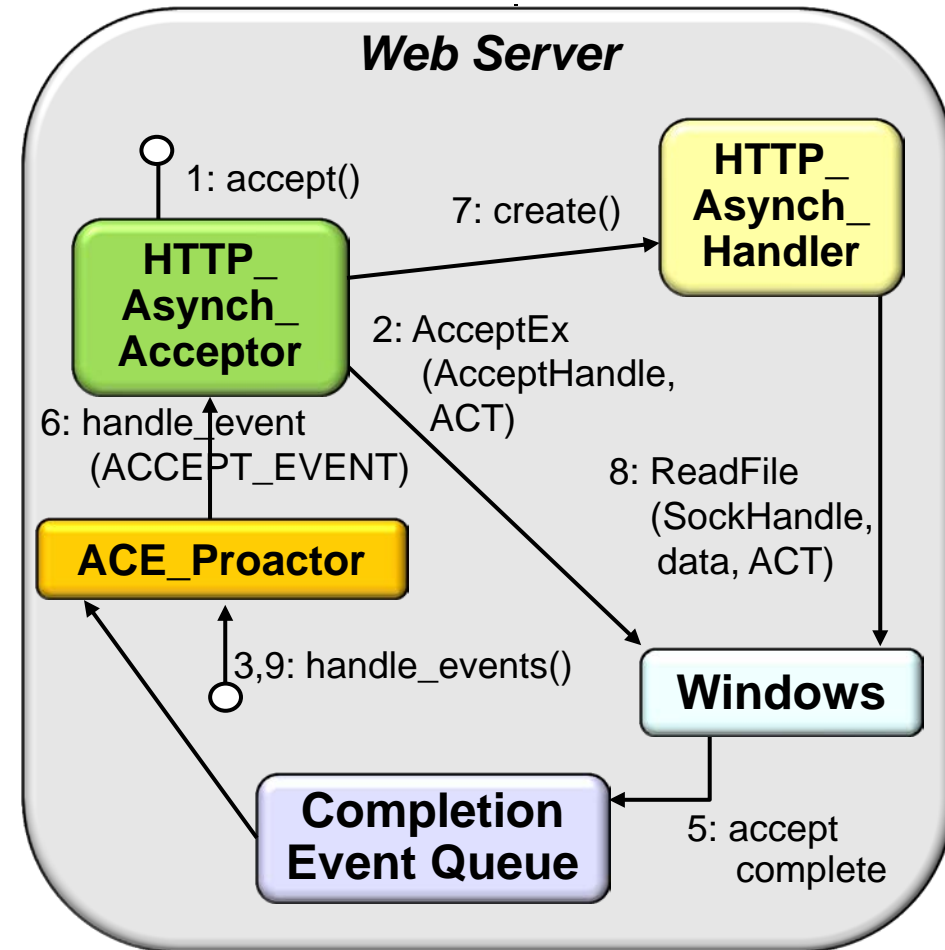 Web Server
1: accept()
HTTP_
Asynch_
Handler
7: create()
HTTP_
Asynch_
Acceptor
2: AcceptEx
(AcceptHandle,
ACT)
6: handle_event
(ACCEPT_EVENT)
8: ReadFile
(SockHandle,
data, ACT)
ACE_Proactor
3,9: handle_events()
Windows
Completion
Event Queue
5: accept
complete